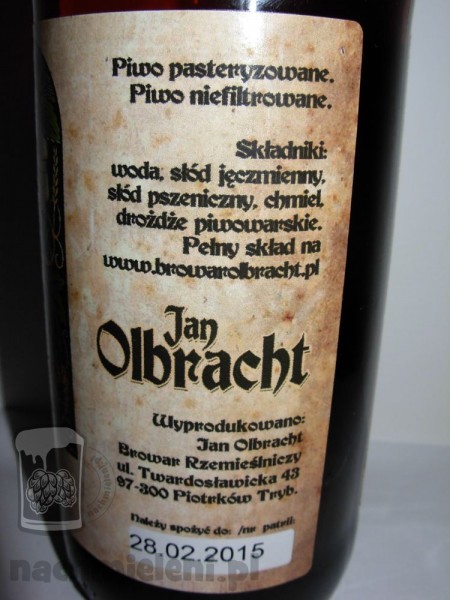 Piwo pasteryzowane.
Piwo niefiltrowane.
Składniki:
woda, słód jęczmienny,
słód pszeniczny, chmiel,
drożdże piwowarskie.
Pełny skład na
www.browarolbracht.pl
Jan
Olbracht
Wyprodukowano:
Jan Olbracht
Browar Rzemieślniczy
ul. Twardosławicka 43
97-300 Piotrków Tryb.
Należy spożyć do: /nr partii:
28.02.2015
nachmieleni.pl